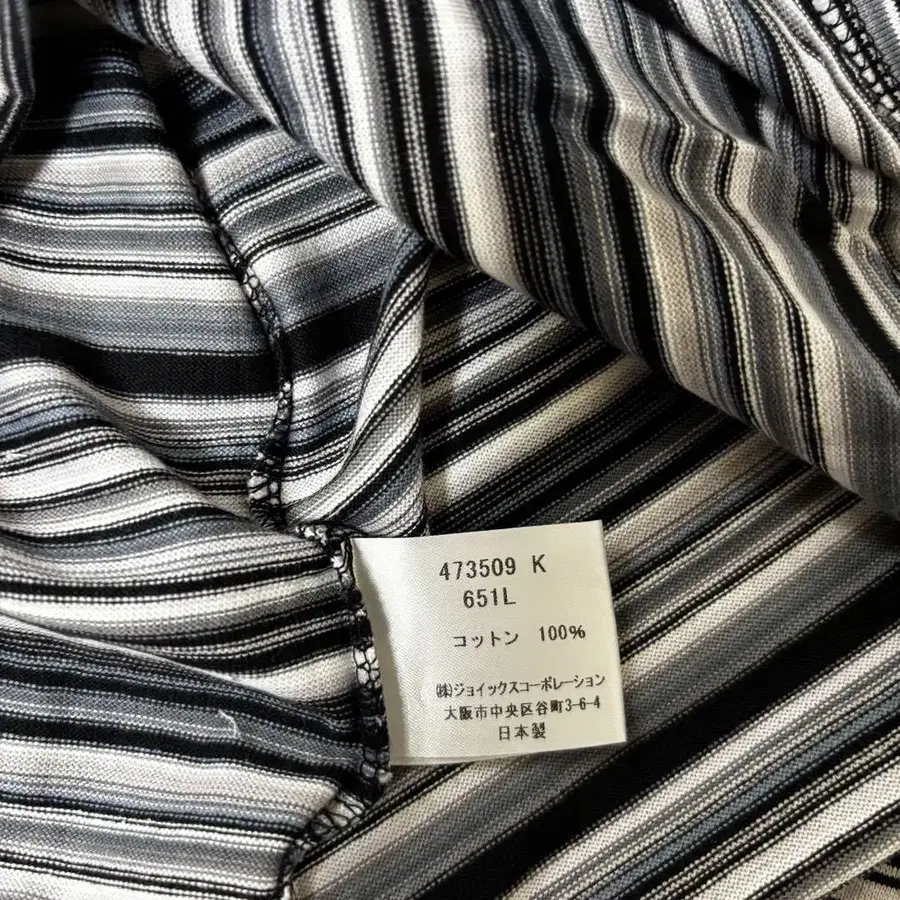 473509 K
651L
コットン 100%
㈱ジョイックスコーポレーション
大阪市中央区谷町3-6-4
日本製